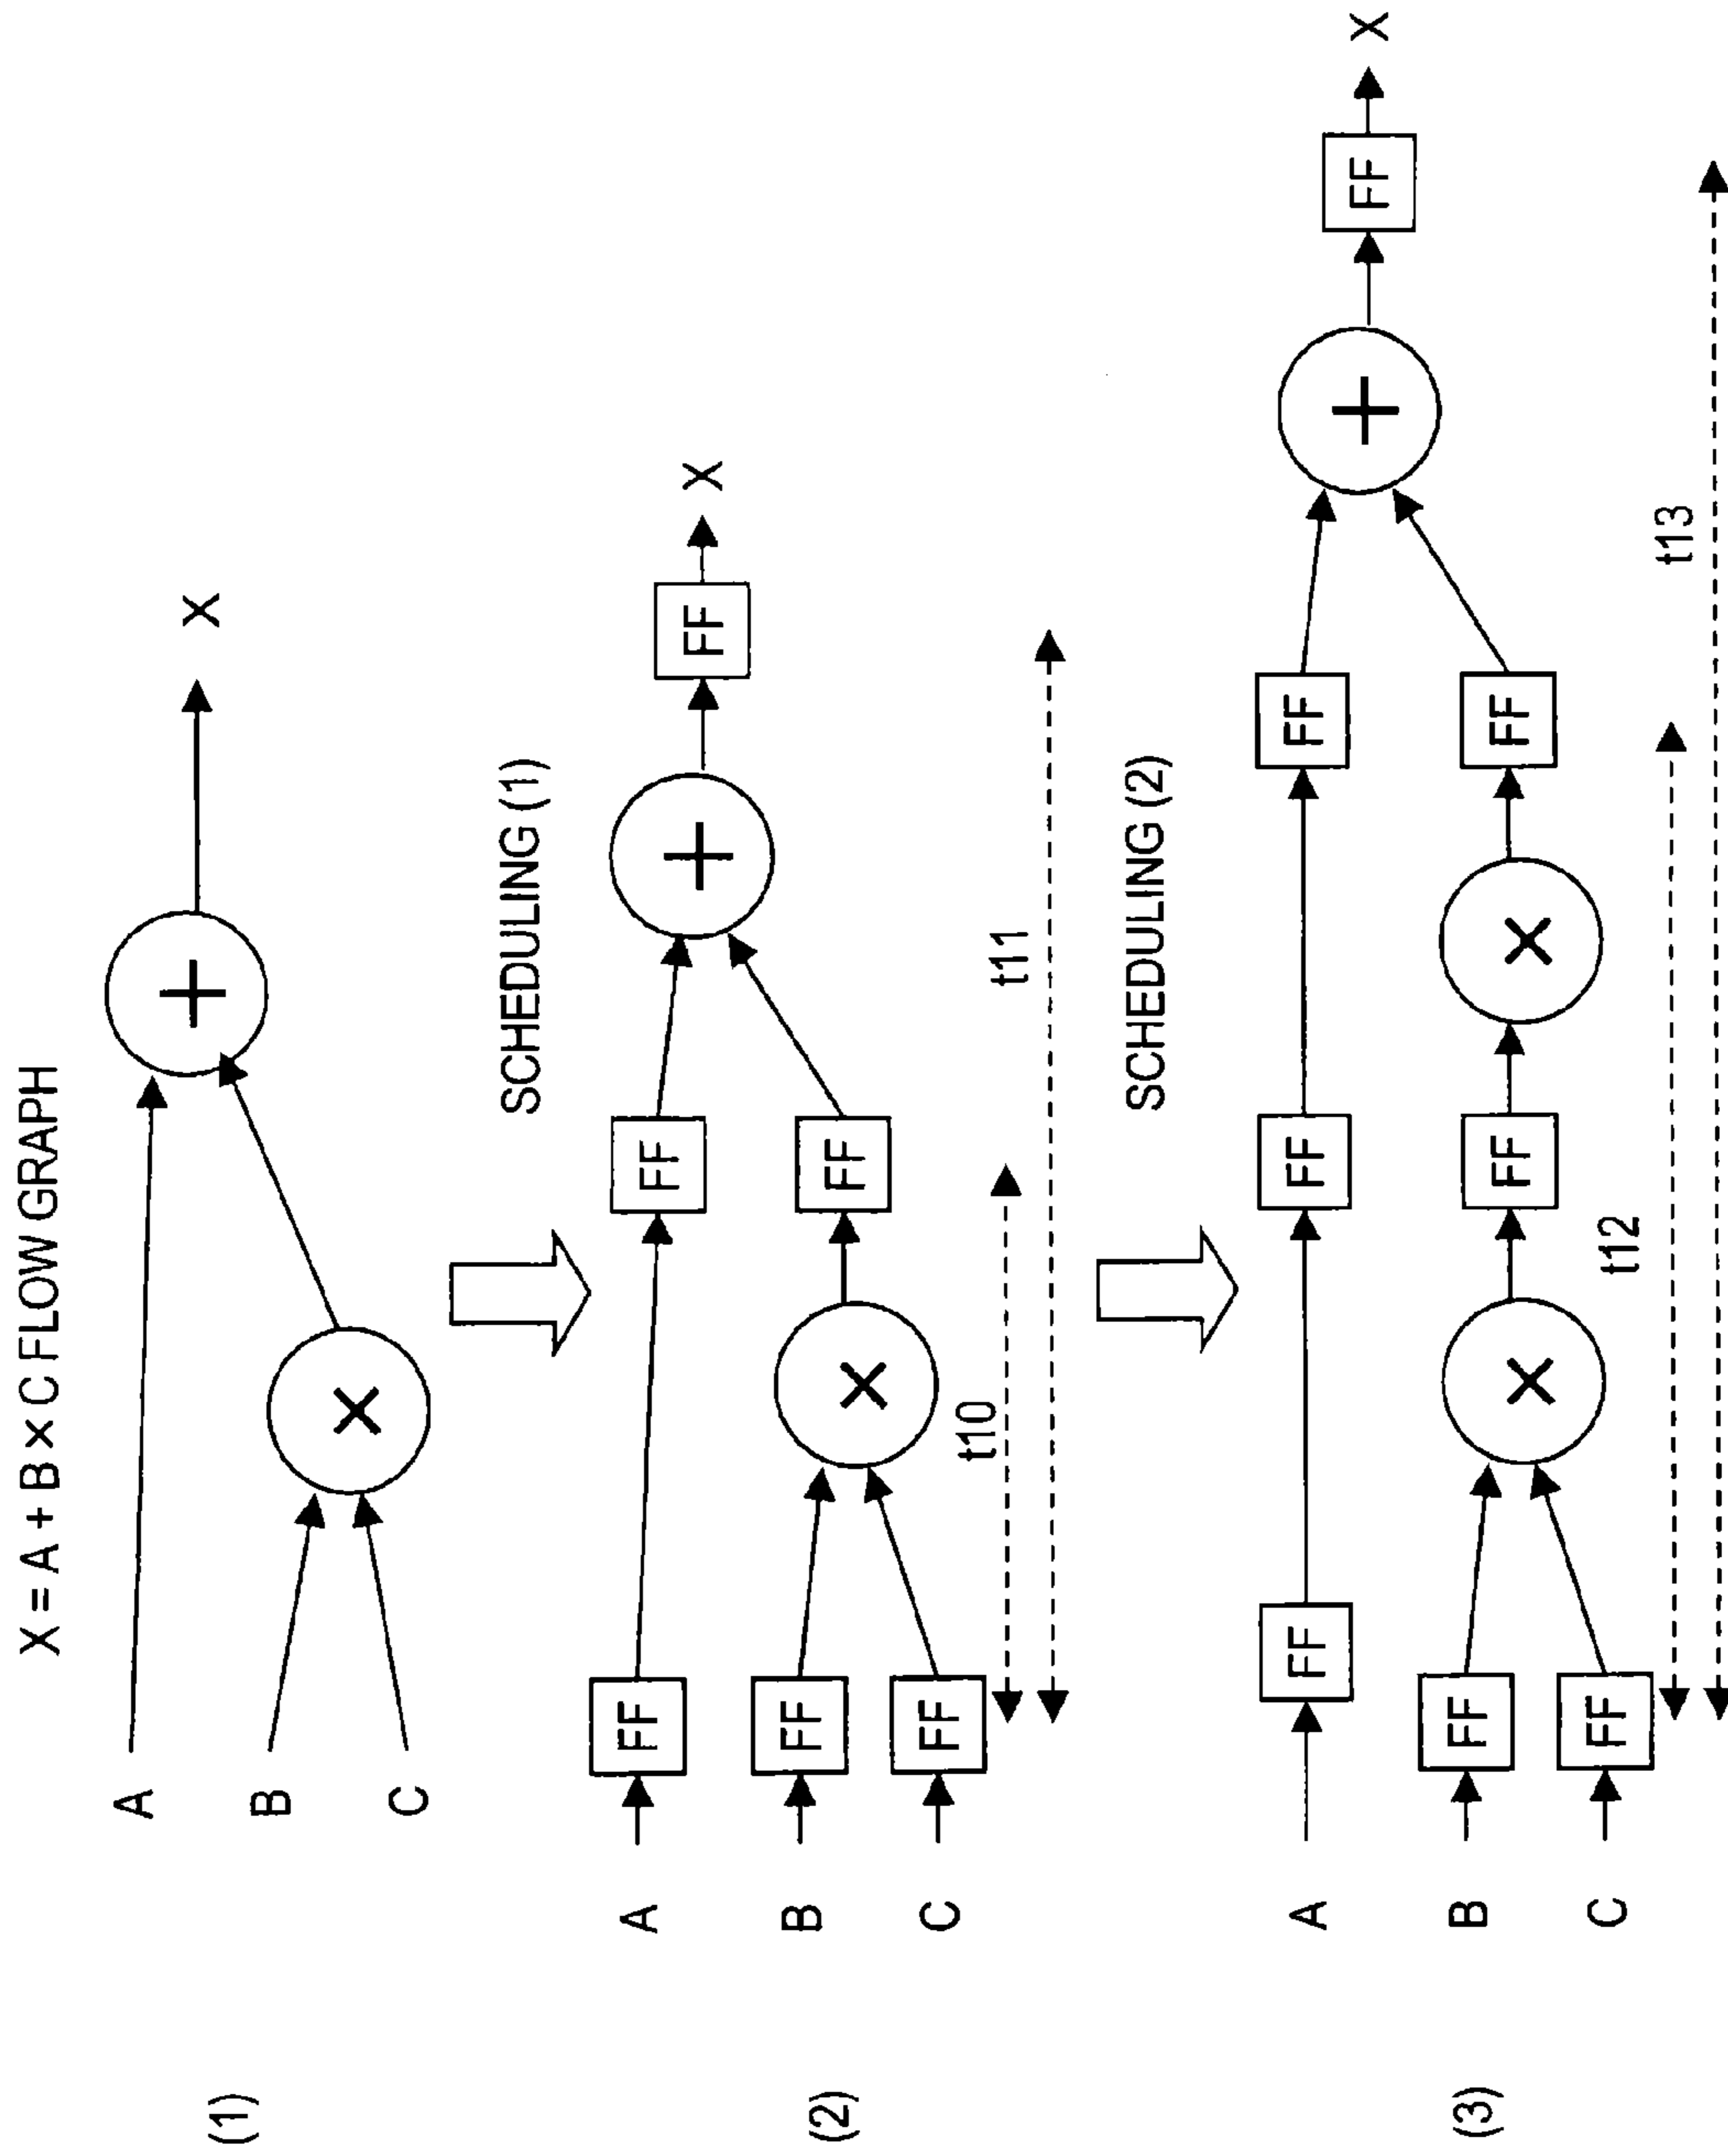 X = A + B × C FLOW GRAPH
(1)
A
B
C
×
+
X
SCHEDULING (1)
(2)
A
B
C
FF
FF
FF
×
FF
FF
+
FF
X
t10
t11
SCHEDULING (2)
(3)
A
B
C
FF
FF
FF
×
FF
FF
×
FF
FF
+
FF
X
t12
t13